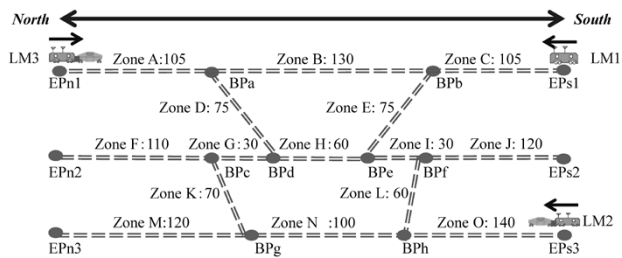 North South
LM3 Zone A:105 Zone B: 130 Zone C: 105 LM1
EPn1 BPa BPb EPs1
Zone D: 75 Zone E: 75
Zone F: 110 Zone G: 30 Zone H: 60 Zone I: 30 Zone J: 120
EPn2 BPc BPd BPe BPf EPs2
Zone K: 70 Zone L: 60
Zone M:120 Zone N :100 Zone O: 140 LM2
EPn3 BPg BPh EPs3